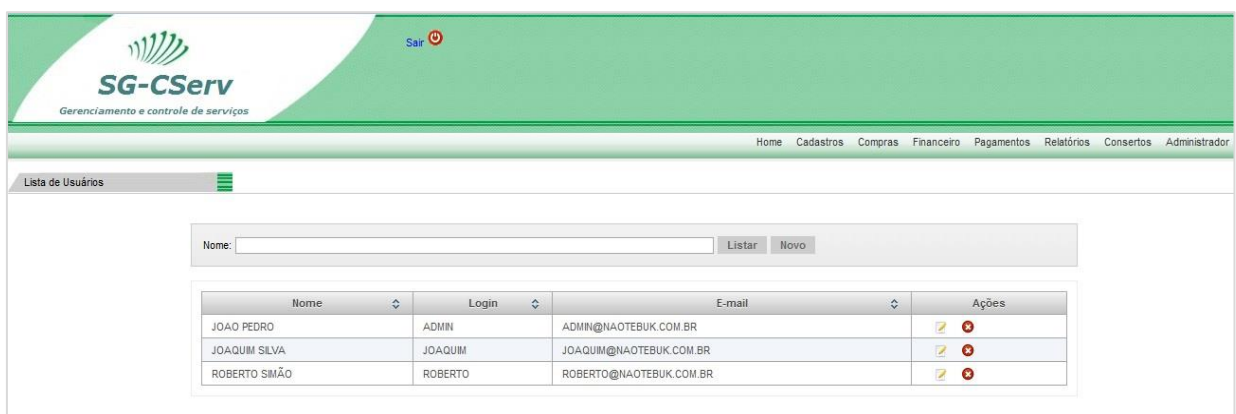 Sair
SG-CServ
Gerenciamento e controle de serviços
Home Cadastros Compras Financeiro Pagamentos Relatórios Consertos Administrador
Lista de Usuários
Nome: Listar Novo
Nome Login E-mail Ações
JOAO PEDRO ADMIN ADMIN@NAOTEBUK.COM.BR
JOAQUIM SILVA JOAQUIM JOAQUIM@NAOTEBUK.COM.BR
ROBERTO SIMÃO ROBERTO ROBERTO@NAOTEBUK.COM.BR